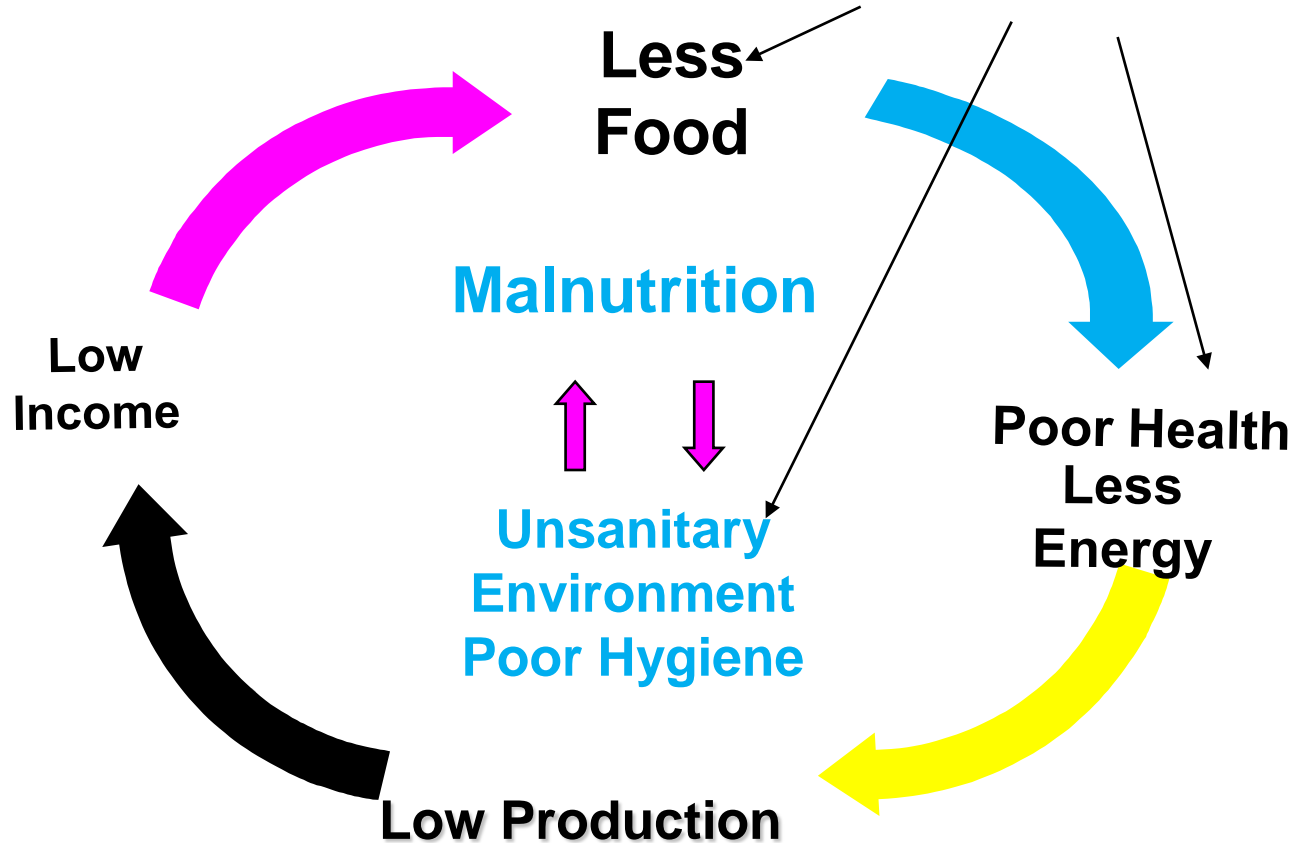 Less
Food
Malnutrition
Low
Income
Poor Health
Less
Energy
Unsanitary
Environment
Poor Hygiene
Low Production